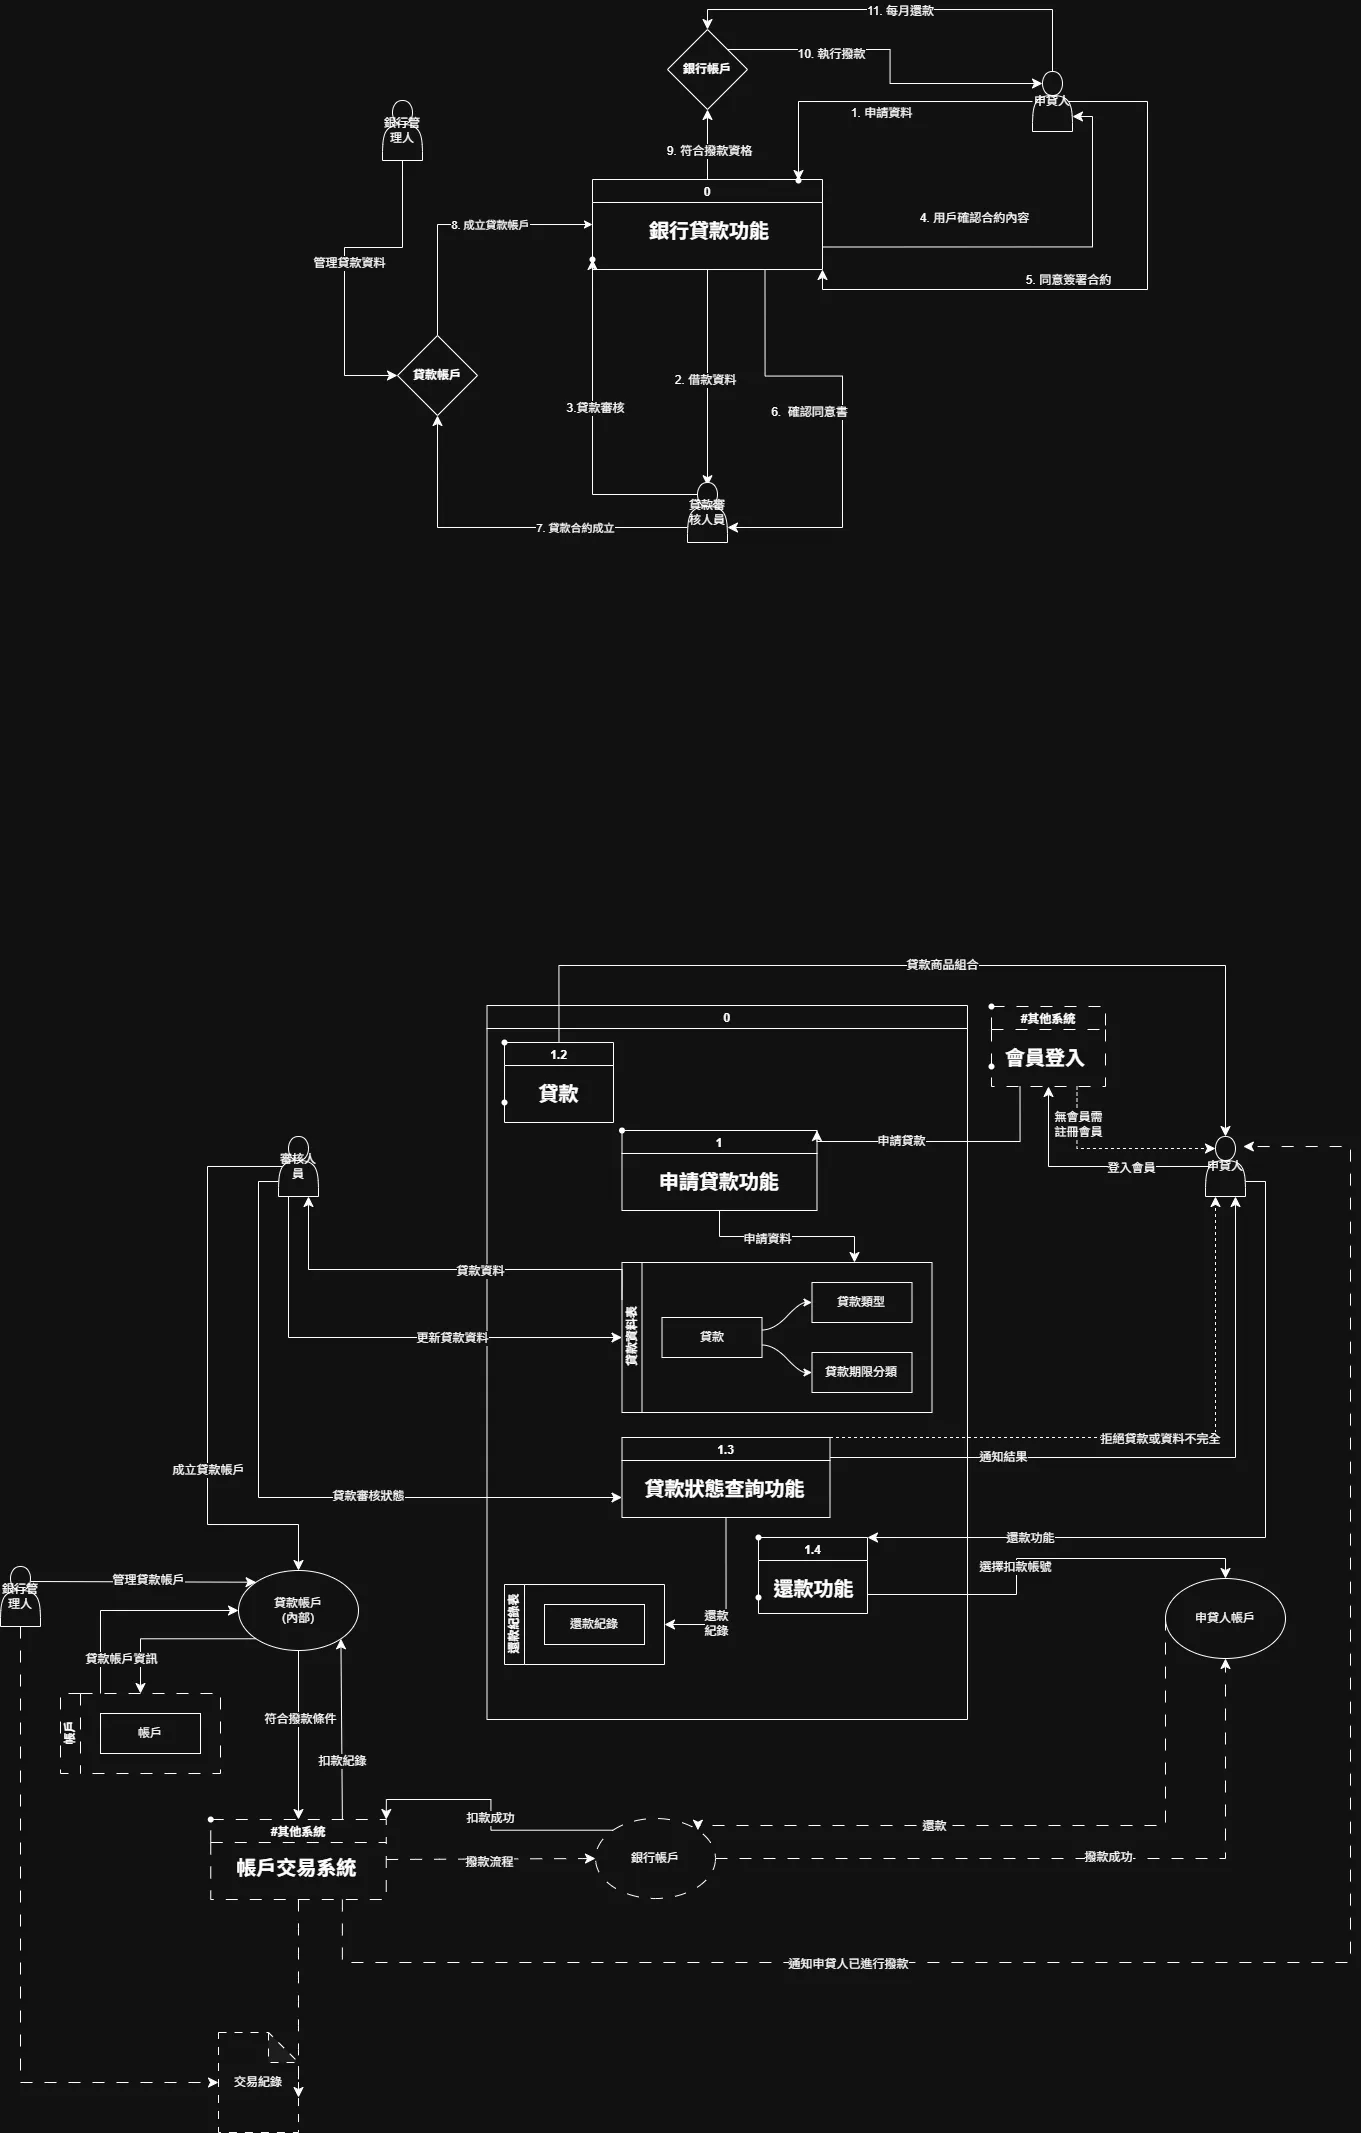 11. 每月還款
10. 執行撥款
銀行帳戶
申貸人
1. 申請資料
銀行管
理人
9. 符合撥款資格
0
銀行貸款功能
4. 用戶確認合約內容
8. 成立貸款帳戶
管理貸款資料
5. 同意簽署合約
貸款帳戶
2. 借款資料
3.貸款審核
6. 確認同意書
貸款審
核人員
7. 貸款合約成立
貸款商品組合
0
#其他系統
會員登入
1.2
貸款
無會員需
註冊會員
1
申請貸款
申請貸款功能
登入會員
申貸人
審核人
員
申請資料
貸款資料
貸款資料表
貸款
貸款類型
貸款期限分類
更新貸款資料
拒絕貸款或資料不完全
1.3
貸款狀態查詢功能
通知結果
成立貸款帳戶
貸款審核狀態
還款功能
1.4
還款功能
選擇扣款帳號
銀行管
理人
管理貸款帳戶
貸款帳戶
(內部)
還款紀錄表
還款紀錄
還款
紀錄
申貸人帳戶
貸款帳戶資訊
帳戶
帳戶
符合撥款條件
扣款紀錄
#其他系統
帳戶交易系統
扣款成功
撥款流程
銀行帳戶
還款
撥款成功
通知申貸人已進行撥款
交易紀錄